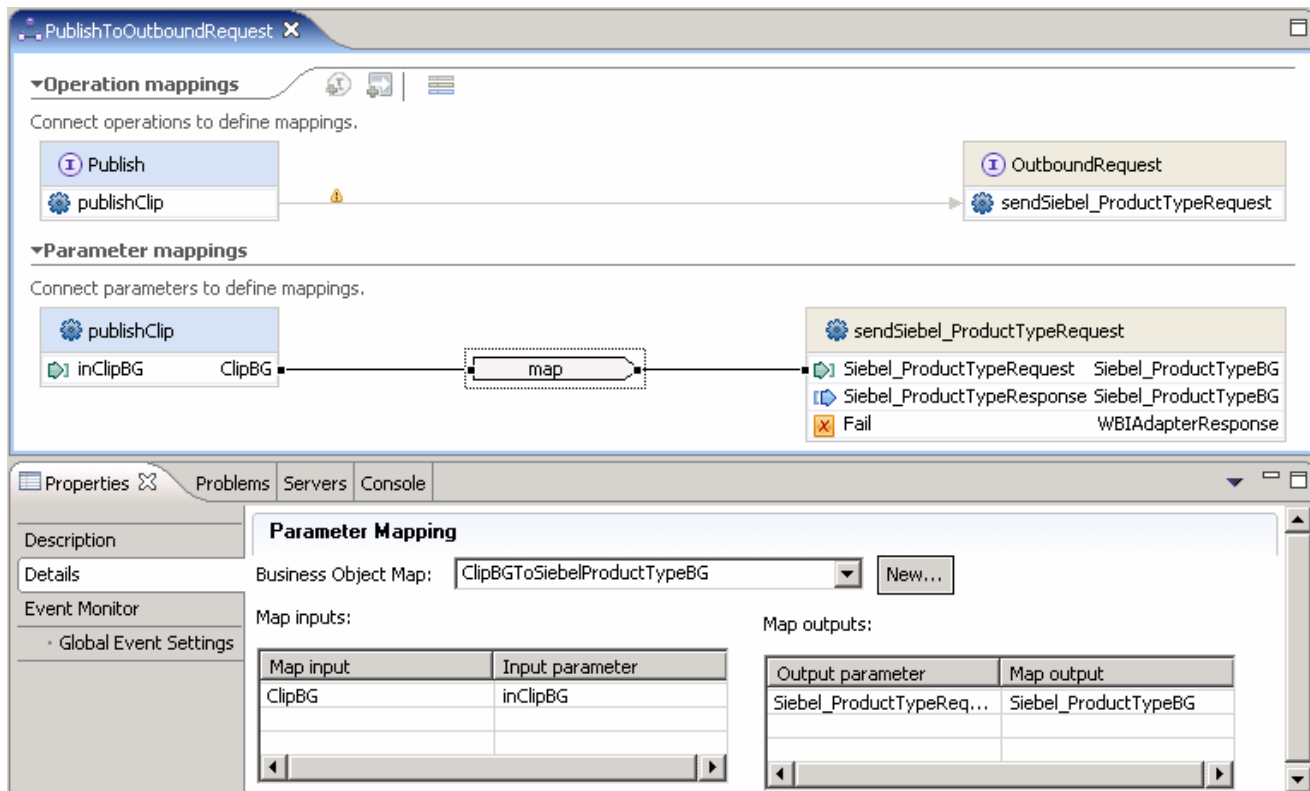 PublishToOutboundRequest
Operation mappings
Connect operations to define mappings.
Publish
publishClip
OutboundRequest
sendSiebel_ProductTypeRequest
Parameter mappings
Connect parameters to define mappings.
publishClip
inClipBG ClipBG
map
sendSiebel_ProductTypeRequest
Siebel_ProductTypeRequest Siebel_ProductTypeBG
Siebel_ProductTypeResponse Siebel_ProductTypeBG
Fail WBIAdapterResponse
Properties Problems Servers Console
Description
Details
Event Monitor
Global Event Settings
Parameter Mapping
Business Object Map: ClipBGToSiebelProductTypeBG New...
Map inputs:
Map input Input parameter
ClipBG inClipBG
Map outputs:
Output parameter Map output
Siebel_ProductTypeReq... Siebel_ProductTypeBG